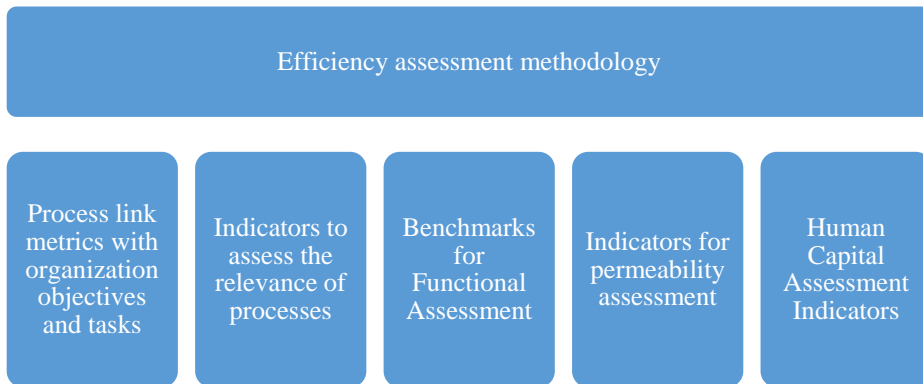 Efficiency assessment methodology
Process link
metrics with
organization
objectives
and tasks
Indicators to
assess the
relevance of
processes
Benchmarks
for
Functional
Assessment
Indicators for
permeability
assessment
Human
Capital
Assessment
Indicators